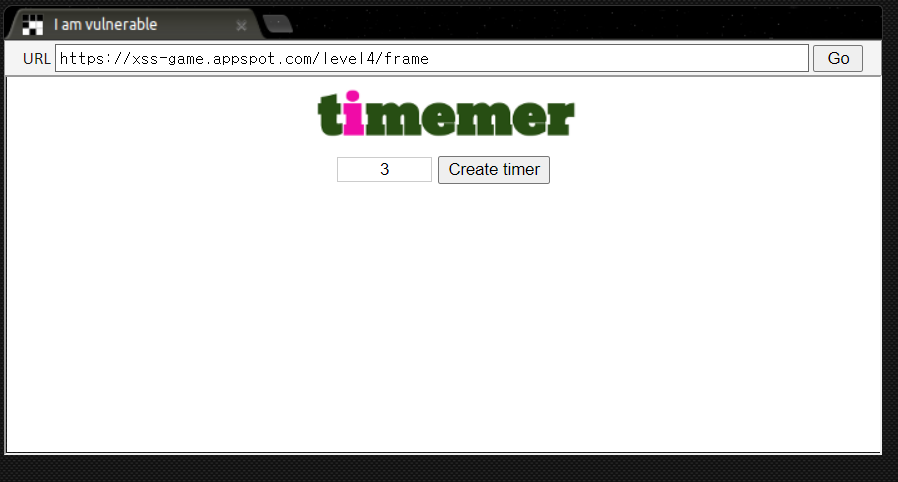 I am vulnerable
URL https://xss-game.appspot.com/level4/frame Go
timemer
3 Create timer